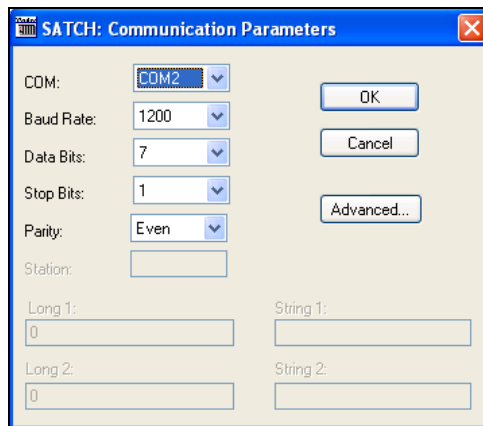 SATCH: Communication Parameters
COM: COM2
OK
Baud Rate: 1200
Cancel
Data Bits: 7
Stop Bits: 1
Advanced...
Parity: Even
Station:
Long 1: String 1:
0
Long 2: String 2:
0